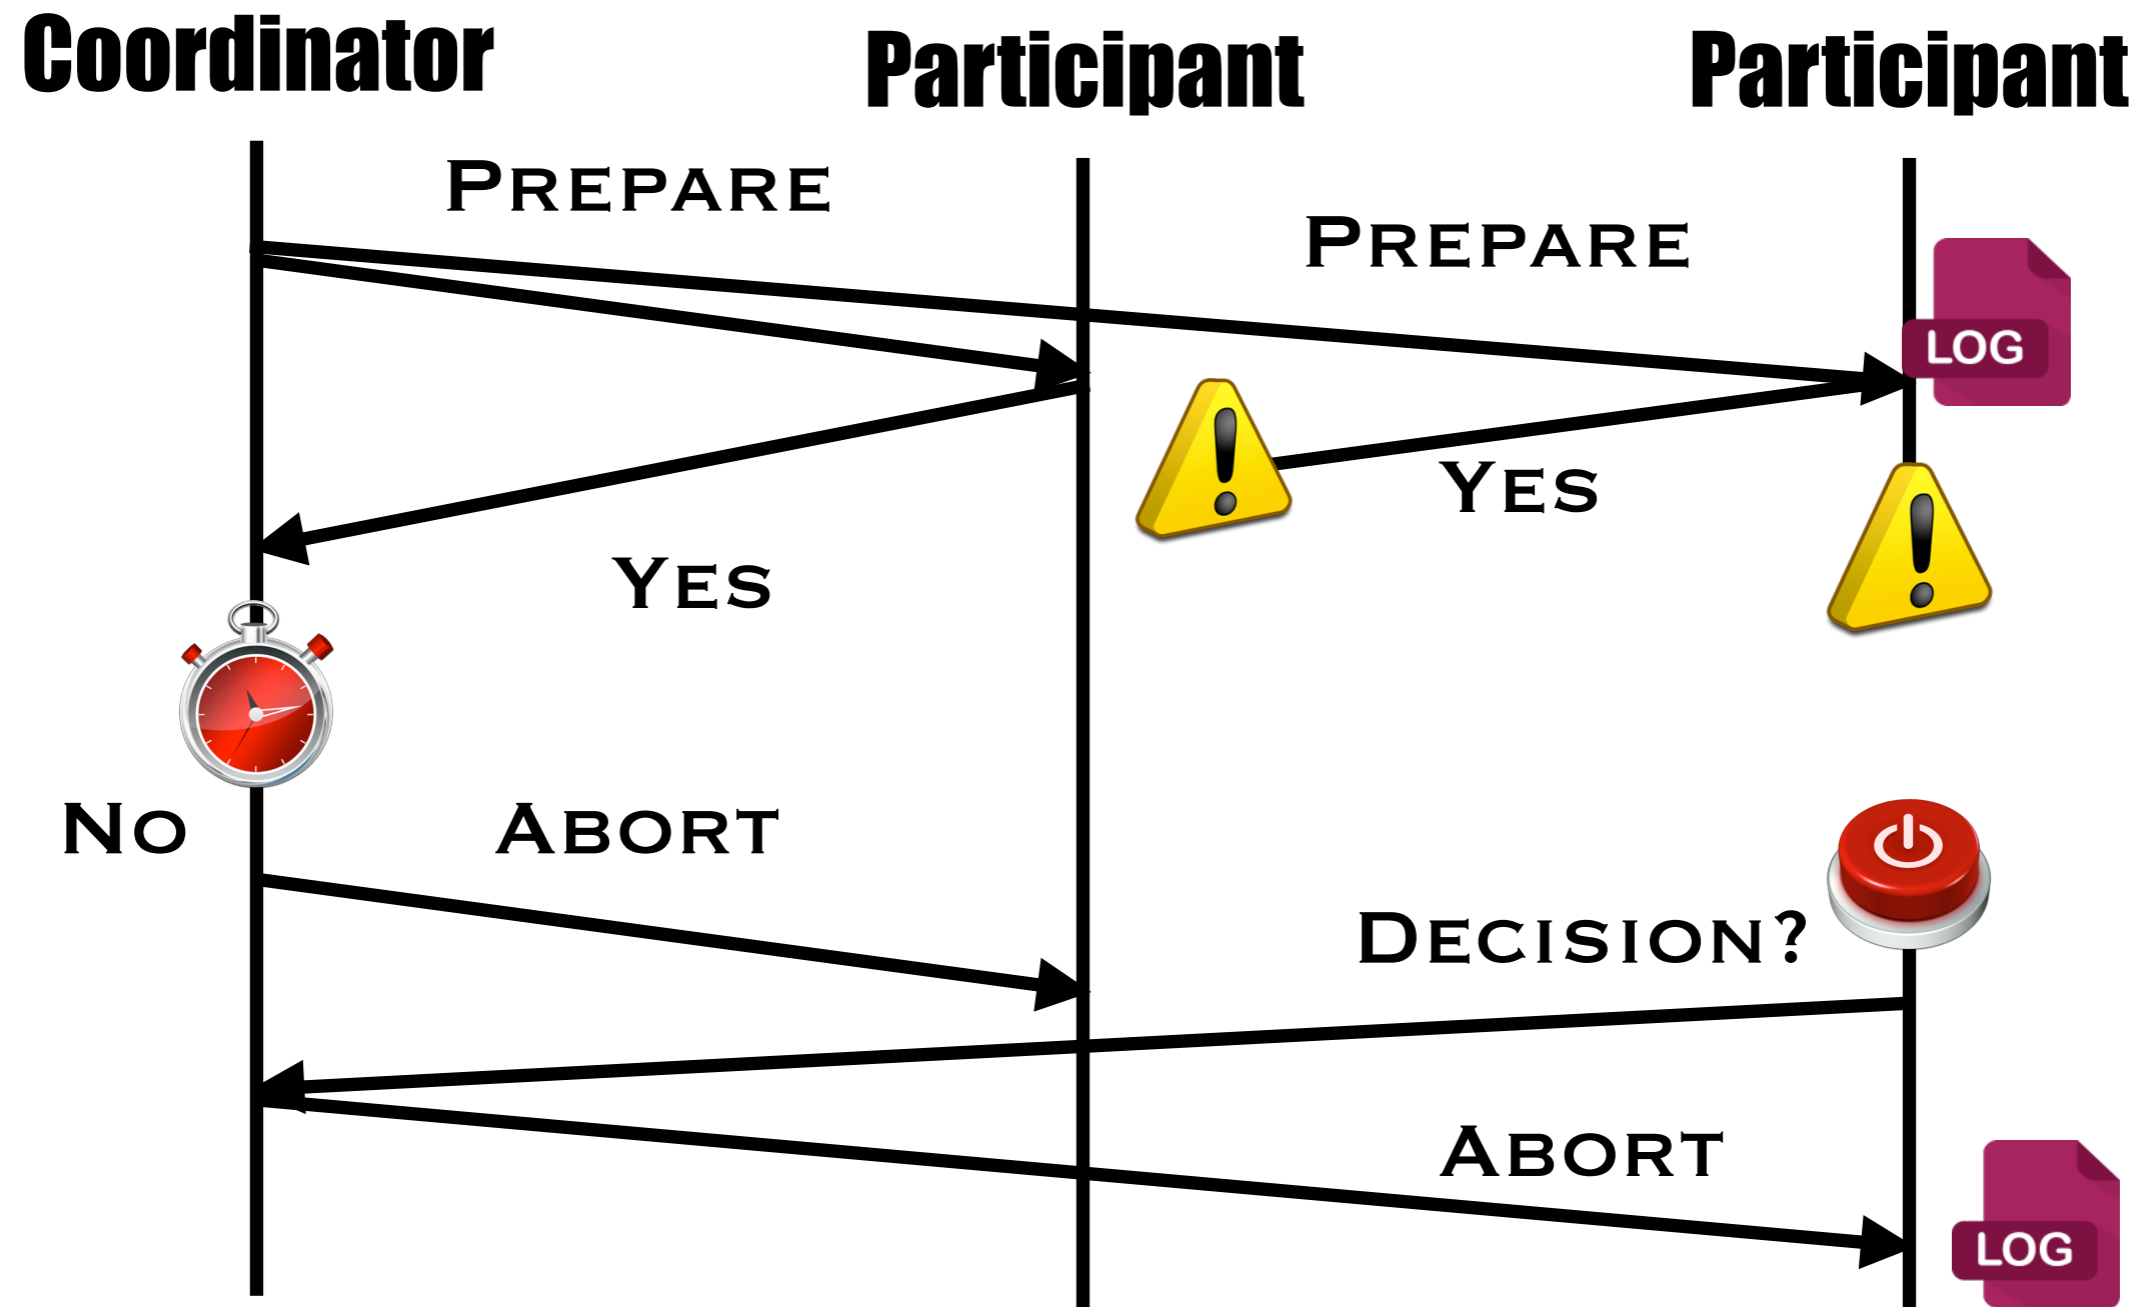 Coordinator
Participant
Participant
PREPARE
PREPARE
LOG
YES
YES
NO
ABORT
DECISION?
ABORT
LOG